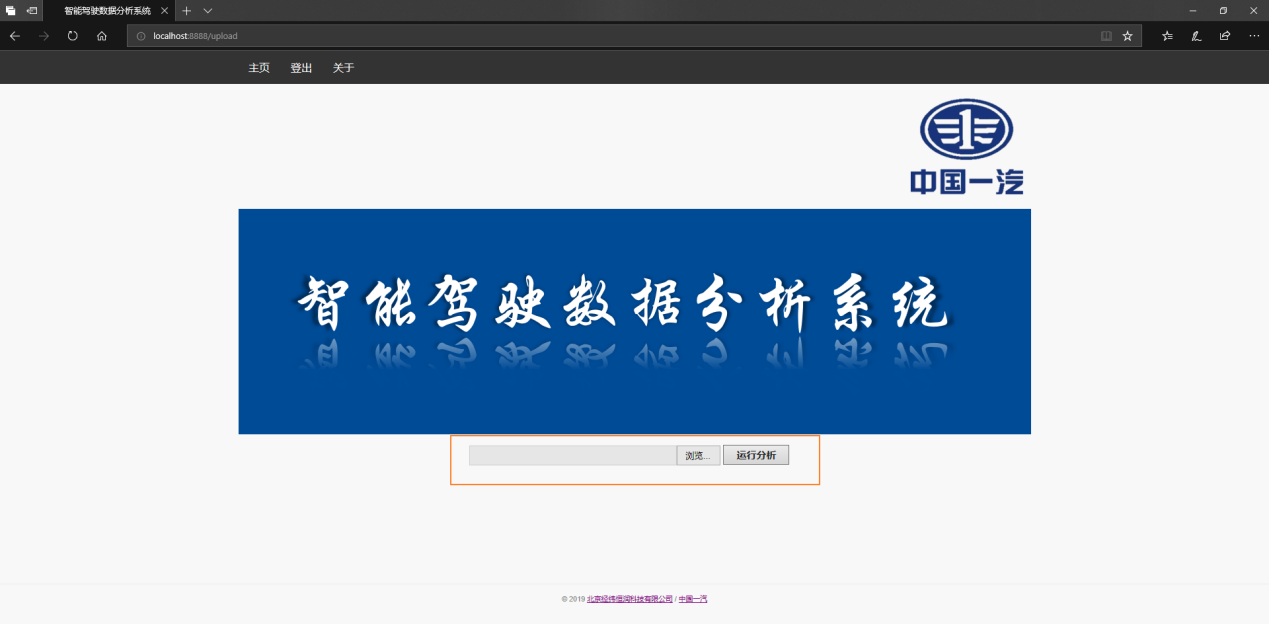 智能驾驶数据分析系统
localhost:8888/upload
主页 登出 关于
中国一汽
智能驾驶数据分析系统
浏览... 运行分析
© 2019 北京经纬恒润科技有限公司 / 中国一汽